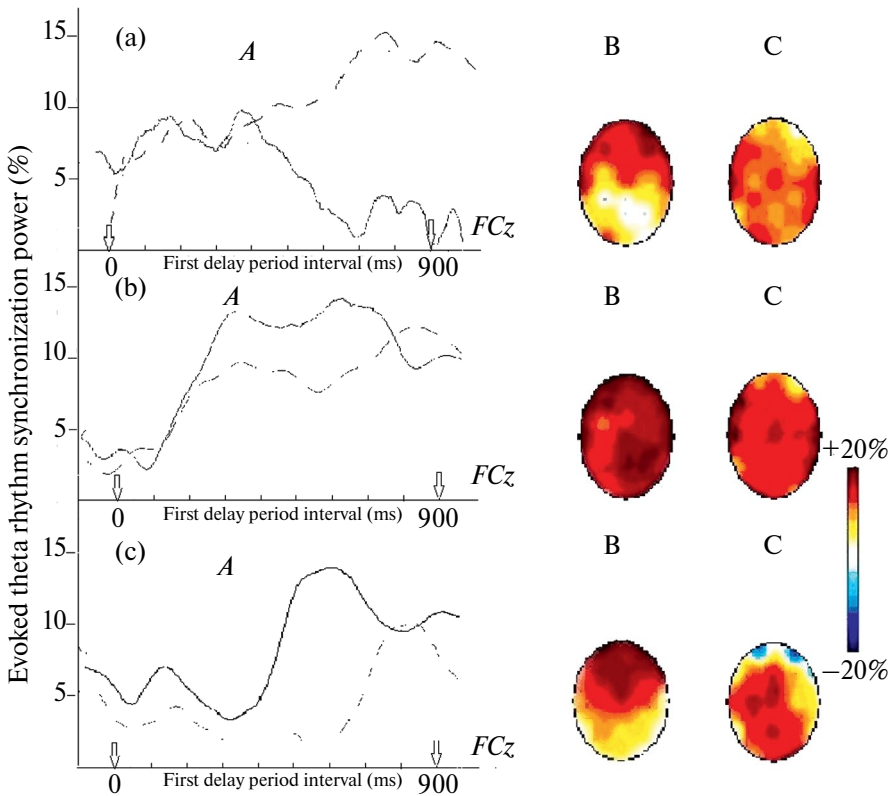 Evoked theta rhythm synchronization power (%)
(a)
A
B
C
15
10
5
FCz
0
First delay period interval (ms)
900
(b)
A
B
C
15
10
5
FCz
0
First delay period interval (ms)
900
+20%
−20%
(c)
A
B
C
15
10
5
FCz
0
First delay period interval (ms)
900